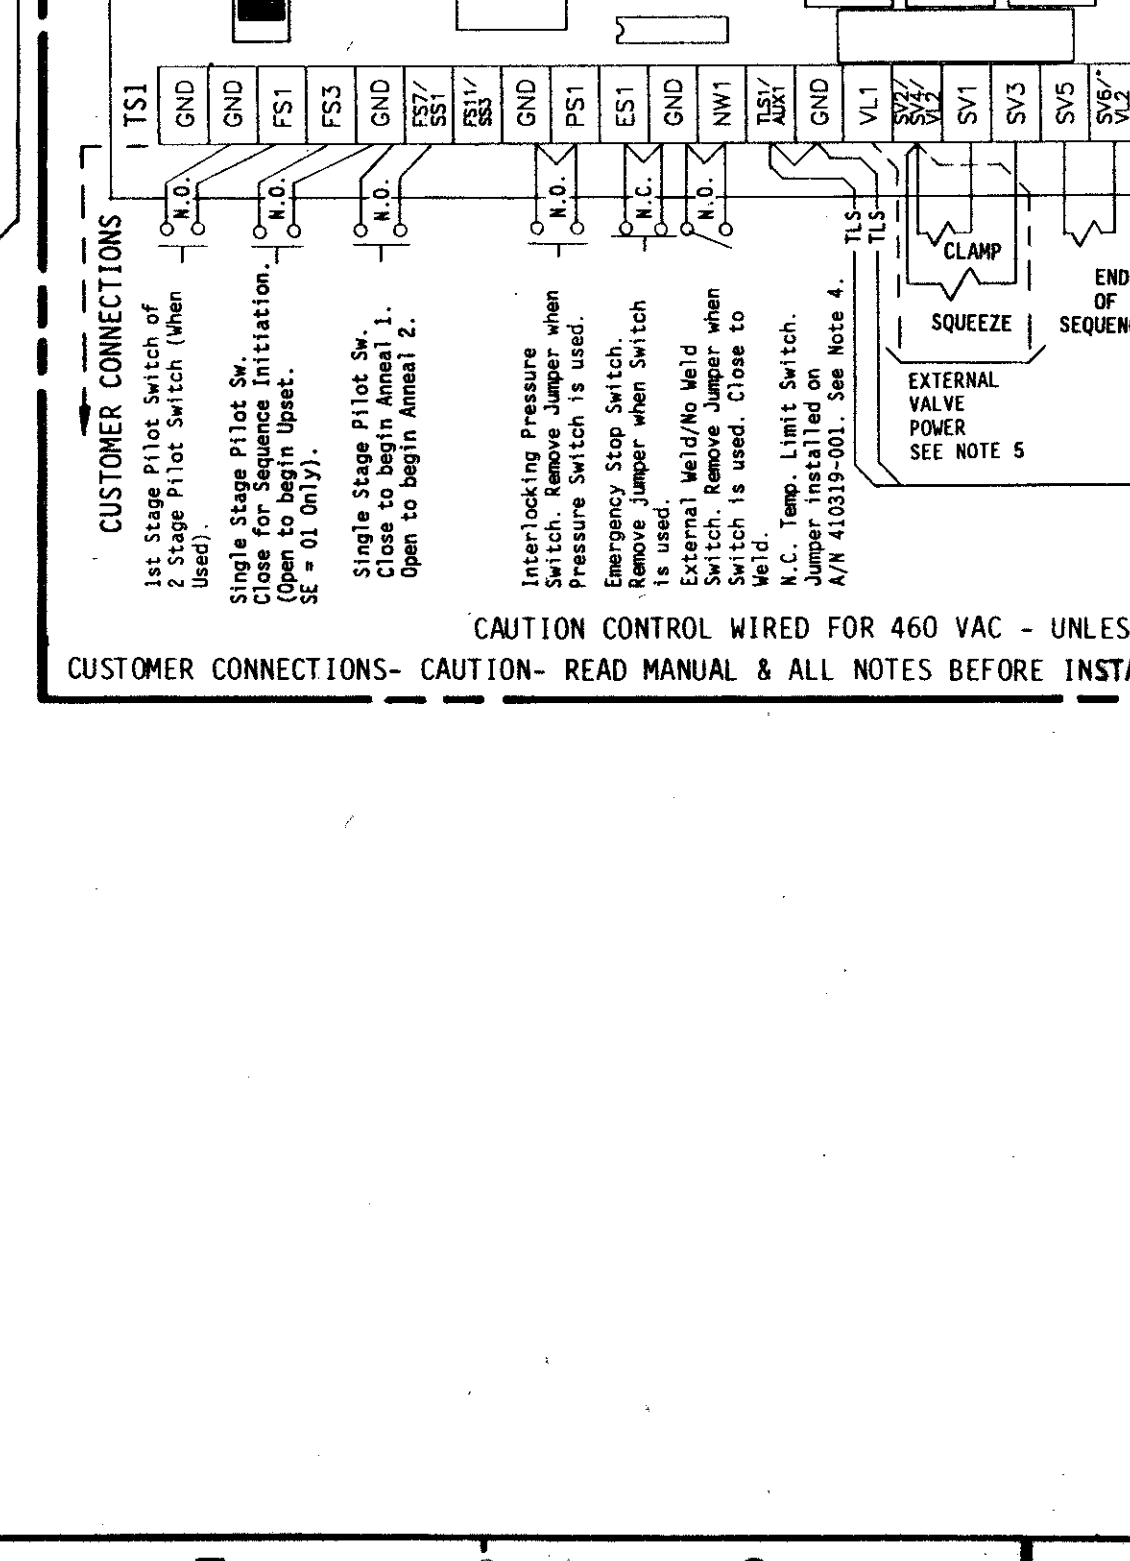 TS1
GND
GND
FS1
FS3
GND
FS7/
SS1
FS11/
SS3
GND
PS1
ES1
GND
NW1
TLS1/
AUX1
GND
VL1
SV2/
SV4/
VL2
SV1
SV3
SV5
SV6/*
VL2
CUSTOMER CONNECTIONS
N.O.
N.O.
N.O.
N.O.
N.C.
N.O.
TLS
TLS
CLAMP
SQUEEZE
END
OF
SEQUEN
1st Stage Pilot Switch of
2 Stage Pilot Switch (When
Used).
Single Stage Pilot Sw.
Close for Sequence Initiation.
(Open to begin Upset.
SE = 01 Only).
Single Stage Pilot Sw.
Close to begin Anneal 1.
Open to begin Anneal 2.
Interlocking Pressure
Switch. Remove Jumper when
Pressure Switch is used.
Emergency Stop Switch.
Remove jumper when Switch
is used.
External Weld/No Weld
Switch. Remove Jumper when
Switch is used. Close to
Weld.
N.C. Temp. Limit Switch.
Jumper installed on
A/N 410319-001. See Note 4.
EXTERNAL
VALVE
POWER
SEE NOTE 5
CAUTION CONTROL WIRED FOR 460 VAC - UNLES
CUSTOMER CONNECTIONS- CAUTION- READ MANUAL & ALL NOTES BEFORE INSTA